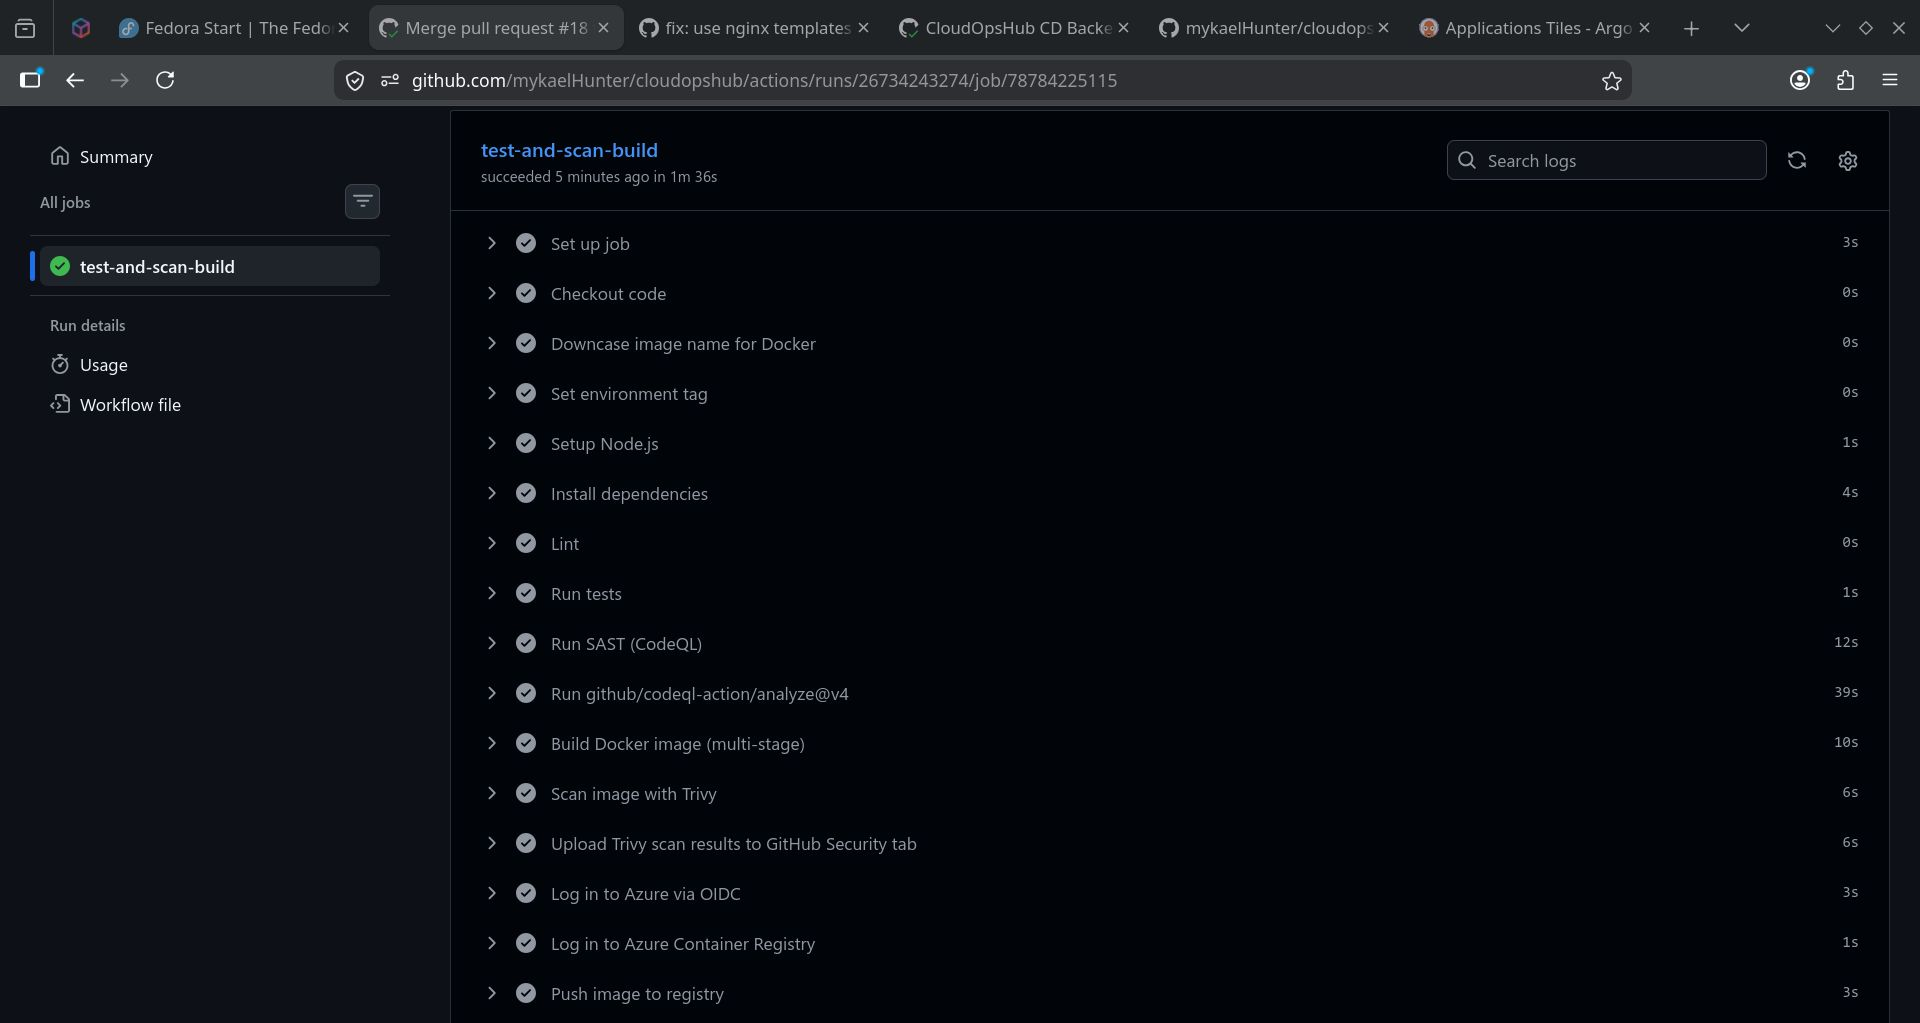 Fedora Start | The Fedo
Merge pull request #18
fix: use nginx templates
CloudOpsHub CD Backe
mykaelHunter/cloudops
Applications Tiles - Argo
github.com/mykaelHunter/cloudopshub/actions/runs/26734243274/job/78784225115
Summary
All jobs
test-and-scan-build
Run details
Usage
Workflow file
test-and-scan-build
succeeded 5 minutes ago in 1m 36s
Search logs
Set up job 3s
Checkout code 0s
Downcase image name for Docker 0s
Set environment tag 0s
Setup Node.js 1s
Install dependencies 4s
Lint 0s
Run tests 1s
Run SAST (CodeQL) 12s
Run github/codeql-action/analyze@v4 39s
Build Docker image (multi-stage) 10s
Scan image with Trivy 6s
Upload Trivy scan results to GitHub Security tab 6s
Log in to Azure via OIDC 3s
Log in to Azure Container Registry 1s
Push image to registry 3s